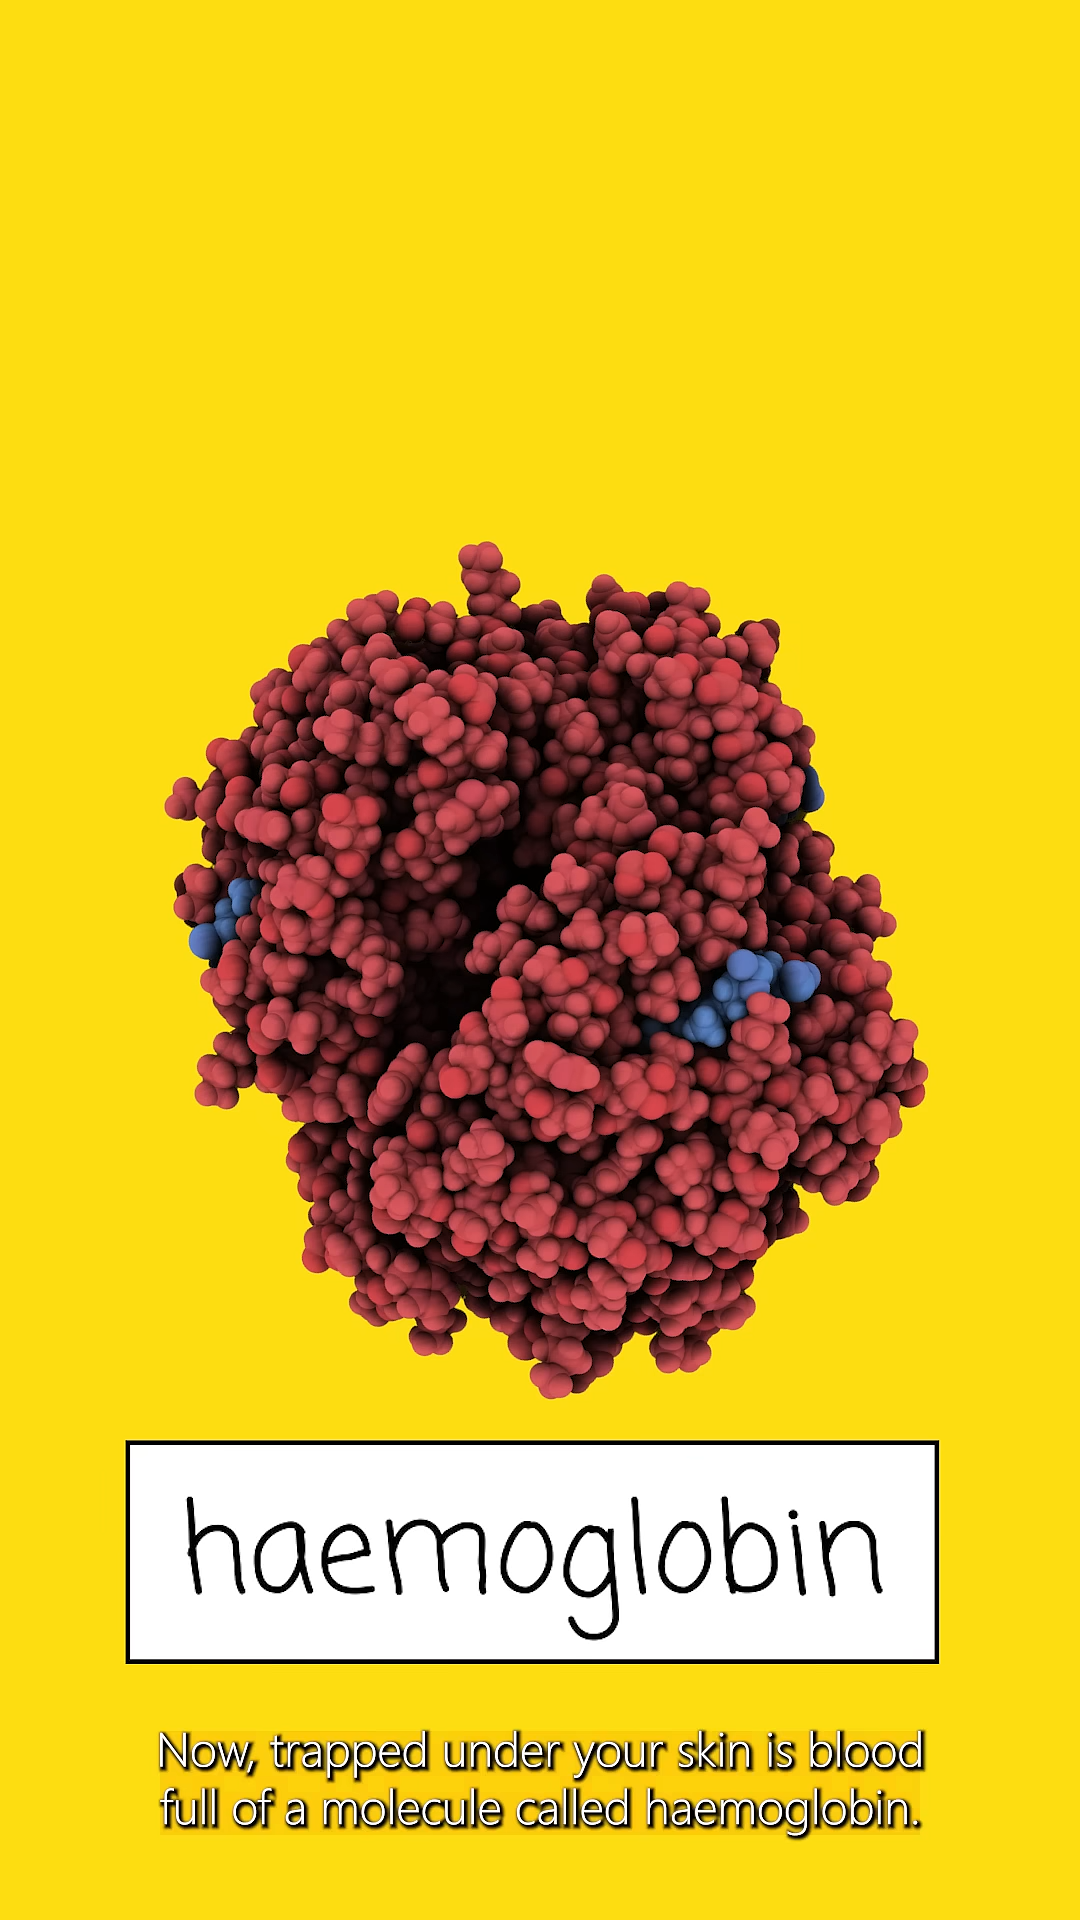 haemoglobin
Now, trapped under your skin is blood
full of a molecule called haemoglobin.